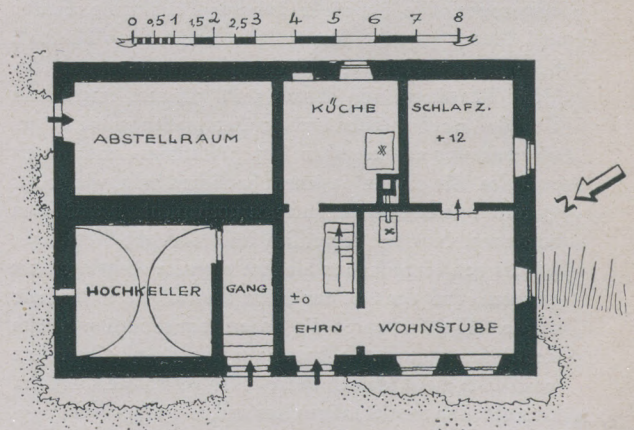 0 0,5 1 1,5 2 2,5 3 4 5 6 7 8
ABSTELLRAUM
KÜCHE
SCHLAFZ.
+12
N
HOCHKELLER
GANG
±0
EHRN
WOHNSTUBE